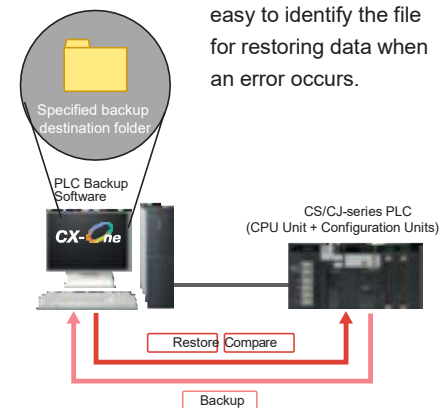 easy to identify the file
for restoring data when
an error occurs.
Specified backup
destination folder
PLC Backup
Software
CX-One
CS/CJ-series PLC
(CPU Unit + Configuration Units)
Restore Compare
Backup